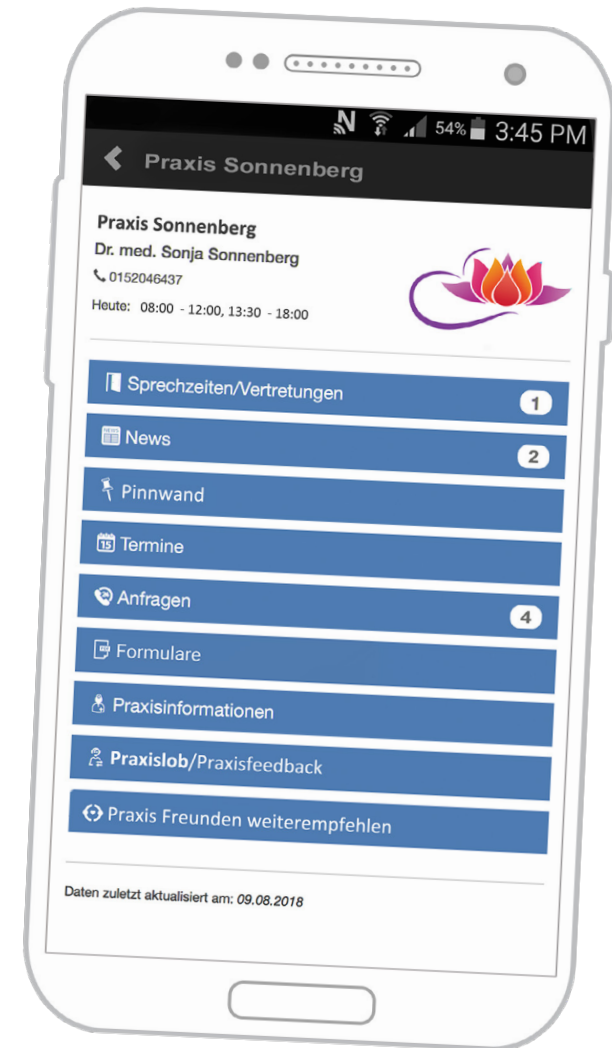 54% 3:45 PM
Praxis Sonnenberg
Praxis Sonnenberg
Dr. med. Sonja Sonnenberg
0152046437
Heute: 08:00 - 12:00, 13:30 - 18:00
Sprechzeiten/Vertretungen 1
News 2
Pinnwand
15 Termine
Anfragen 4
Formulare
Praxisinformationen
Praxislob/Praxisfeedback
Praxis Freunden weiterempfehlen
Daten zuletzt aktualisiert am: 09.08.2018